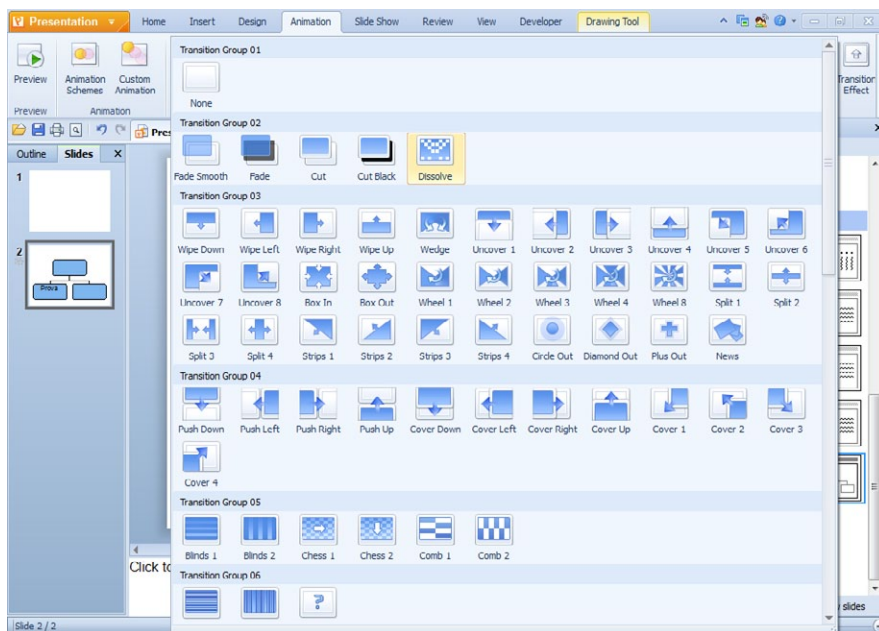 Presentation Home Insert Design Animation Slide Show Review View Developer Drawing Tool
Preview Animation Schemes Custom Animation Transition Effect
Preview Animation
Pres
Outline Slides X
1
2
Prova
Transition Group 01
None
Transition Group 02
Fade Smooth Fade Cut Cut Black Dissolve
Transition Group 03
Wipe Down Wipe Left Wipe Right Wipe Up Wedge Uncover 1 Uncover 2 Uncover 3 Uncover 4 Uncover 5 Uncover 6
Uncover 7 Uncover 8 Box In Box Out Wheel 1 Wheel 2 Wheel 3 Wheel 4 Wheel 8 Split 1 Split 2
Split 3 Split 4 Strips 1 Strips 2 Strips 3 Strips 4 Circle Out Diamond Out Plus Out News
Transition Group 04
Push Down Push Left Push Right Push Up Cover Down Cover Left Cover Right Cover Up Cover 1 Cover 2 Cover 3
Cover 4
Transition Group 05
Blinds 1 Blinds 2 Chess 1 Chess 2 Comb 1 Comb 2
Click to
Transition Group 06
slides
Slide 2 / 2